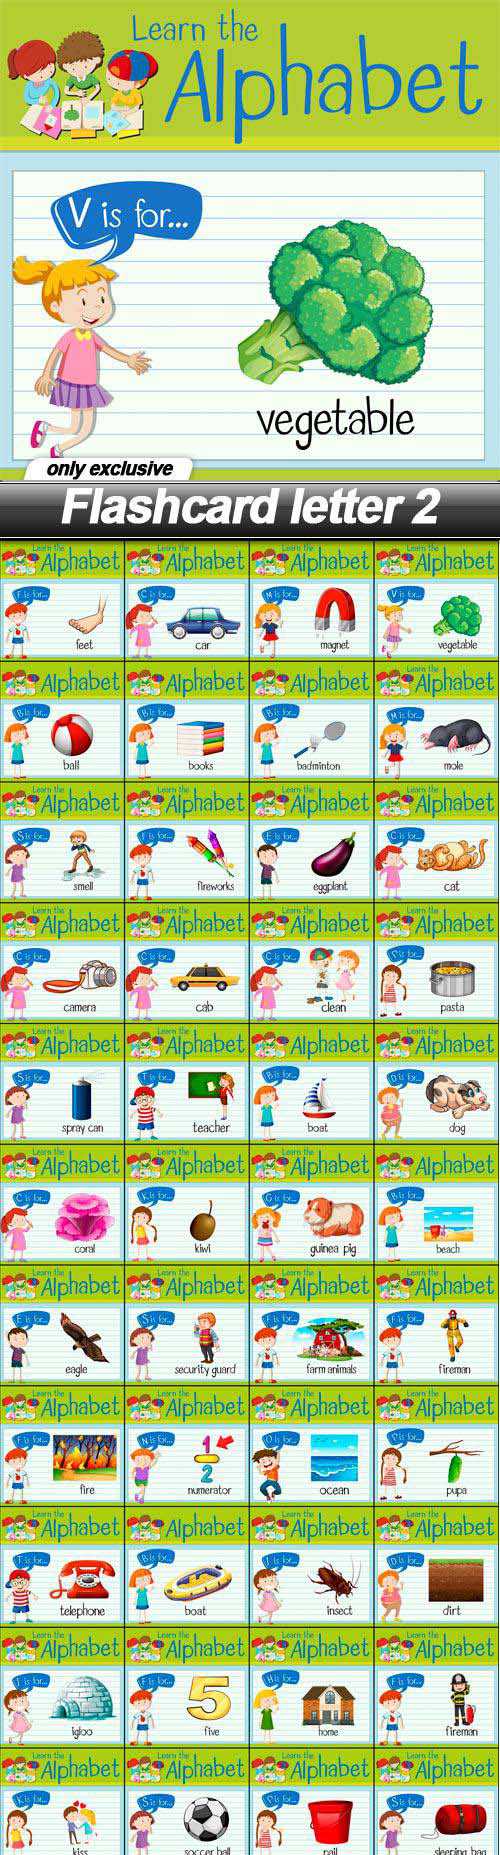 Learn the
Alphabet
V is for...
vegetable
only exclusive
Flashcard letter 2
Learn the Learn the Learn the Learn the
Alphabet Alphabet Alphabet Alphabet
F is for... C is for... M is for... V is for...
feet car magnet vegetable
Learn the Learn the Learn the Learn the
Alphabet Alphabet Alphabet Alphabet
B is for... B is for... B is for... M is for...
ball books badminton mole
Learn the Learn the Learn the Learn the
Alphabet Alphabet Alphabet Alphabet
S is for... F is for... E is for... C is for...
smell fireworks eggplant cat
Learn the Learn the Learn the Learn the
Alphabet Alphabet Alphabet Alphabet
C is for... C is for... C is for... P is for...
camera cab clean pasta
Learn the Learn the Learn the Learn the
Alphabet Alphabet Alphabet Alphabet
S is for... T is for... B is for... D is for...
spray can teacher boat dog
Learn the Learn the Learn the Learn the
Alphabet Alphabet Alphabet Alphabet
C is for... K is for... G is for... B is for...
coral kiwi guinea pig beach
Learn the Learn the Learn the Learn the
Alphabet Alphabet Alphabet Alphabet
E is for... S is for... F is for... F is for...
eagle security guard farm animals fireman
Learn the Learn the Learn the Learn the
Alphabet Alphabet Alphabet Alphabet
F is for... N is for... O is for... P is for...
fire numerator 1 2 ocean pupa
Learn the Learn the Learn the Learn the
Alphabet Alphabet Alphabet Alphabet
T is for... B is for... I is for... D is for...
telephone boat insect dirt
Learn the Learn the Learn the Learn the
Alphabet Alphabet Alphabet Alphabet
I is for... F is for... H is for... F is for...
igloo 5 five home fireman
Learn the Learn the Learn the Learn the
Alphabet Alphabet Alphabet Alphabet
K is for... S is for... P is for... S is for...
kiss soccer ball pail sleeping bag